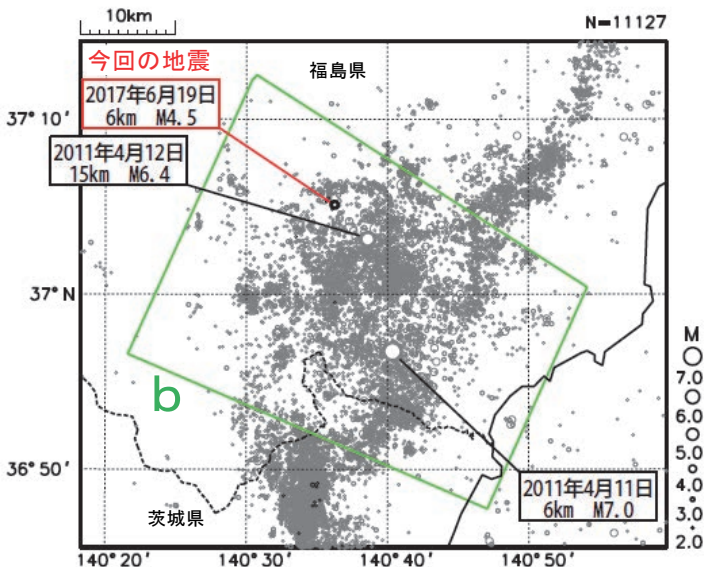 10km
N=11127
今回の地震
福島県
2017年6月19日
6km M4.5
37°10′
2011年4月12日
15km M6.4
37°N
b
M
7.0
6.0
5.0
4.0
3.0
2.0
36°50′
2011年4月11日
6km M7.0
茨城県
140°20′
140°30′
140°40′
140°50′